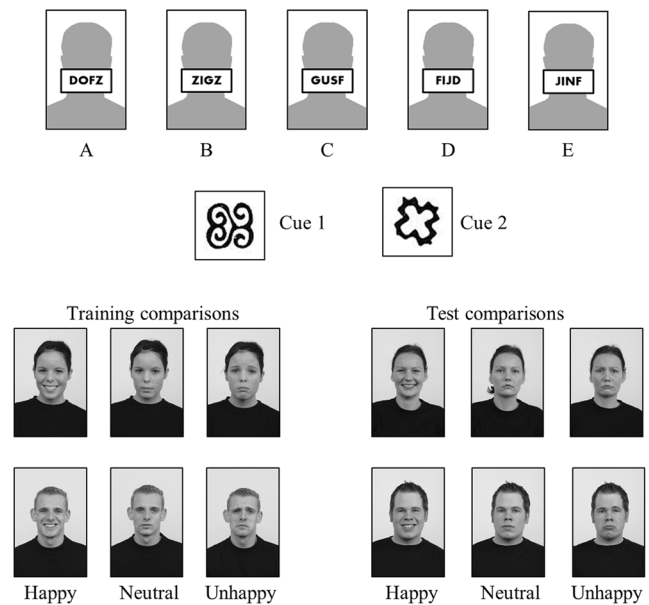 DOFZ ZIGZ GUSF FIJD JINF
A B C D E
Cue 1 Cue 2
Training comparisons Test comparisons
Happy Neutral Unhappy Happy Neutral Unhappy